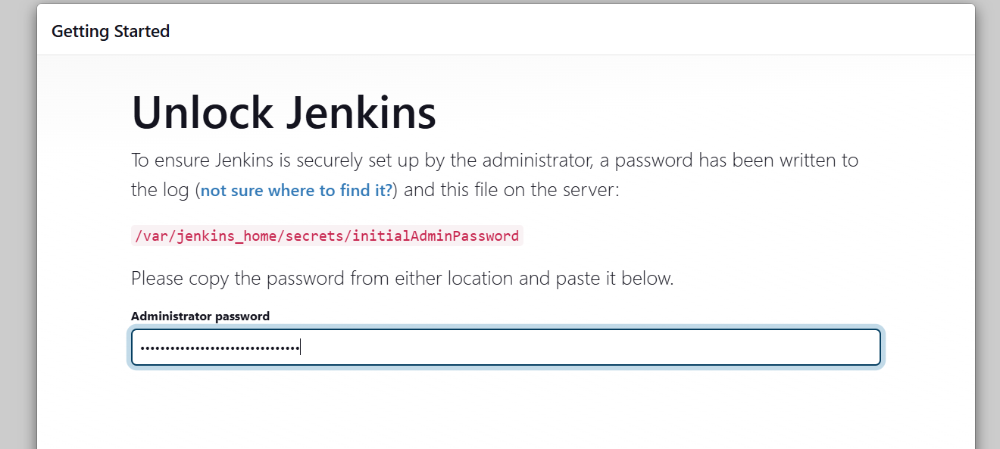 Getting Started
Unlock Jenkins
To ensure Jenkins is securely set up by the administrator, a password has been written to
the log (not sure where to find it?) and this file on the server:
/var/jenkins_home/secrets/initialAdminPassword
Please copy the password from either location and paste it below.
Administrator password
••••••••••••••••••••••••••••••••